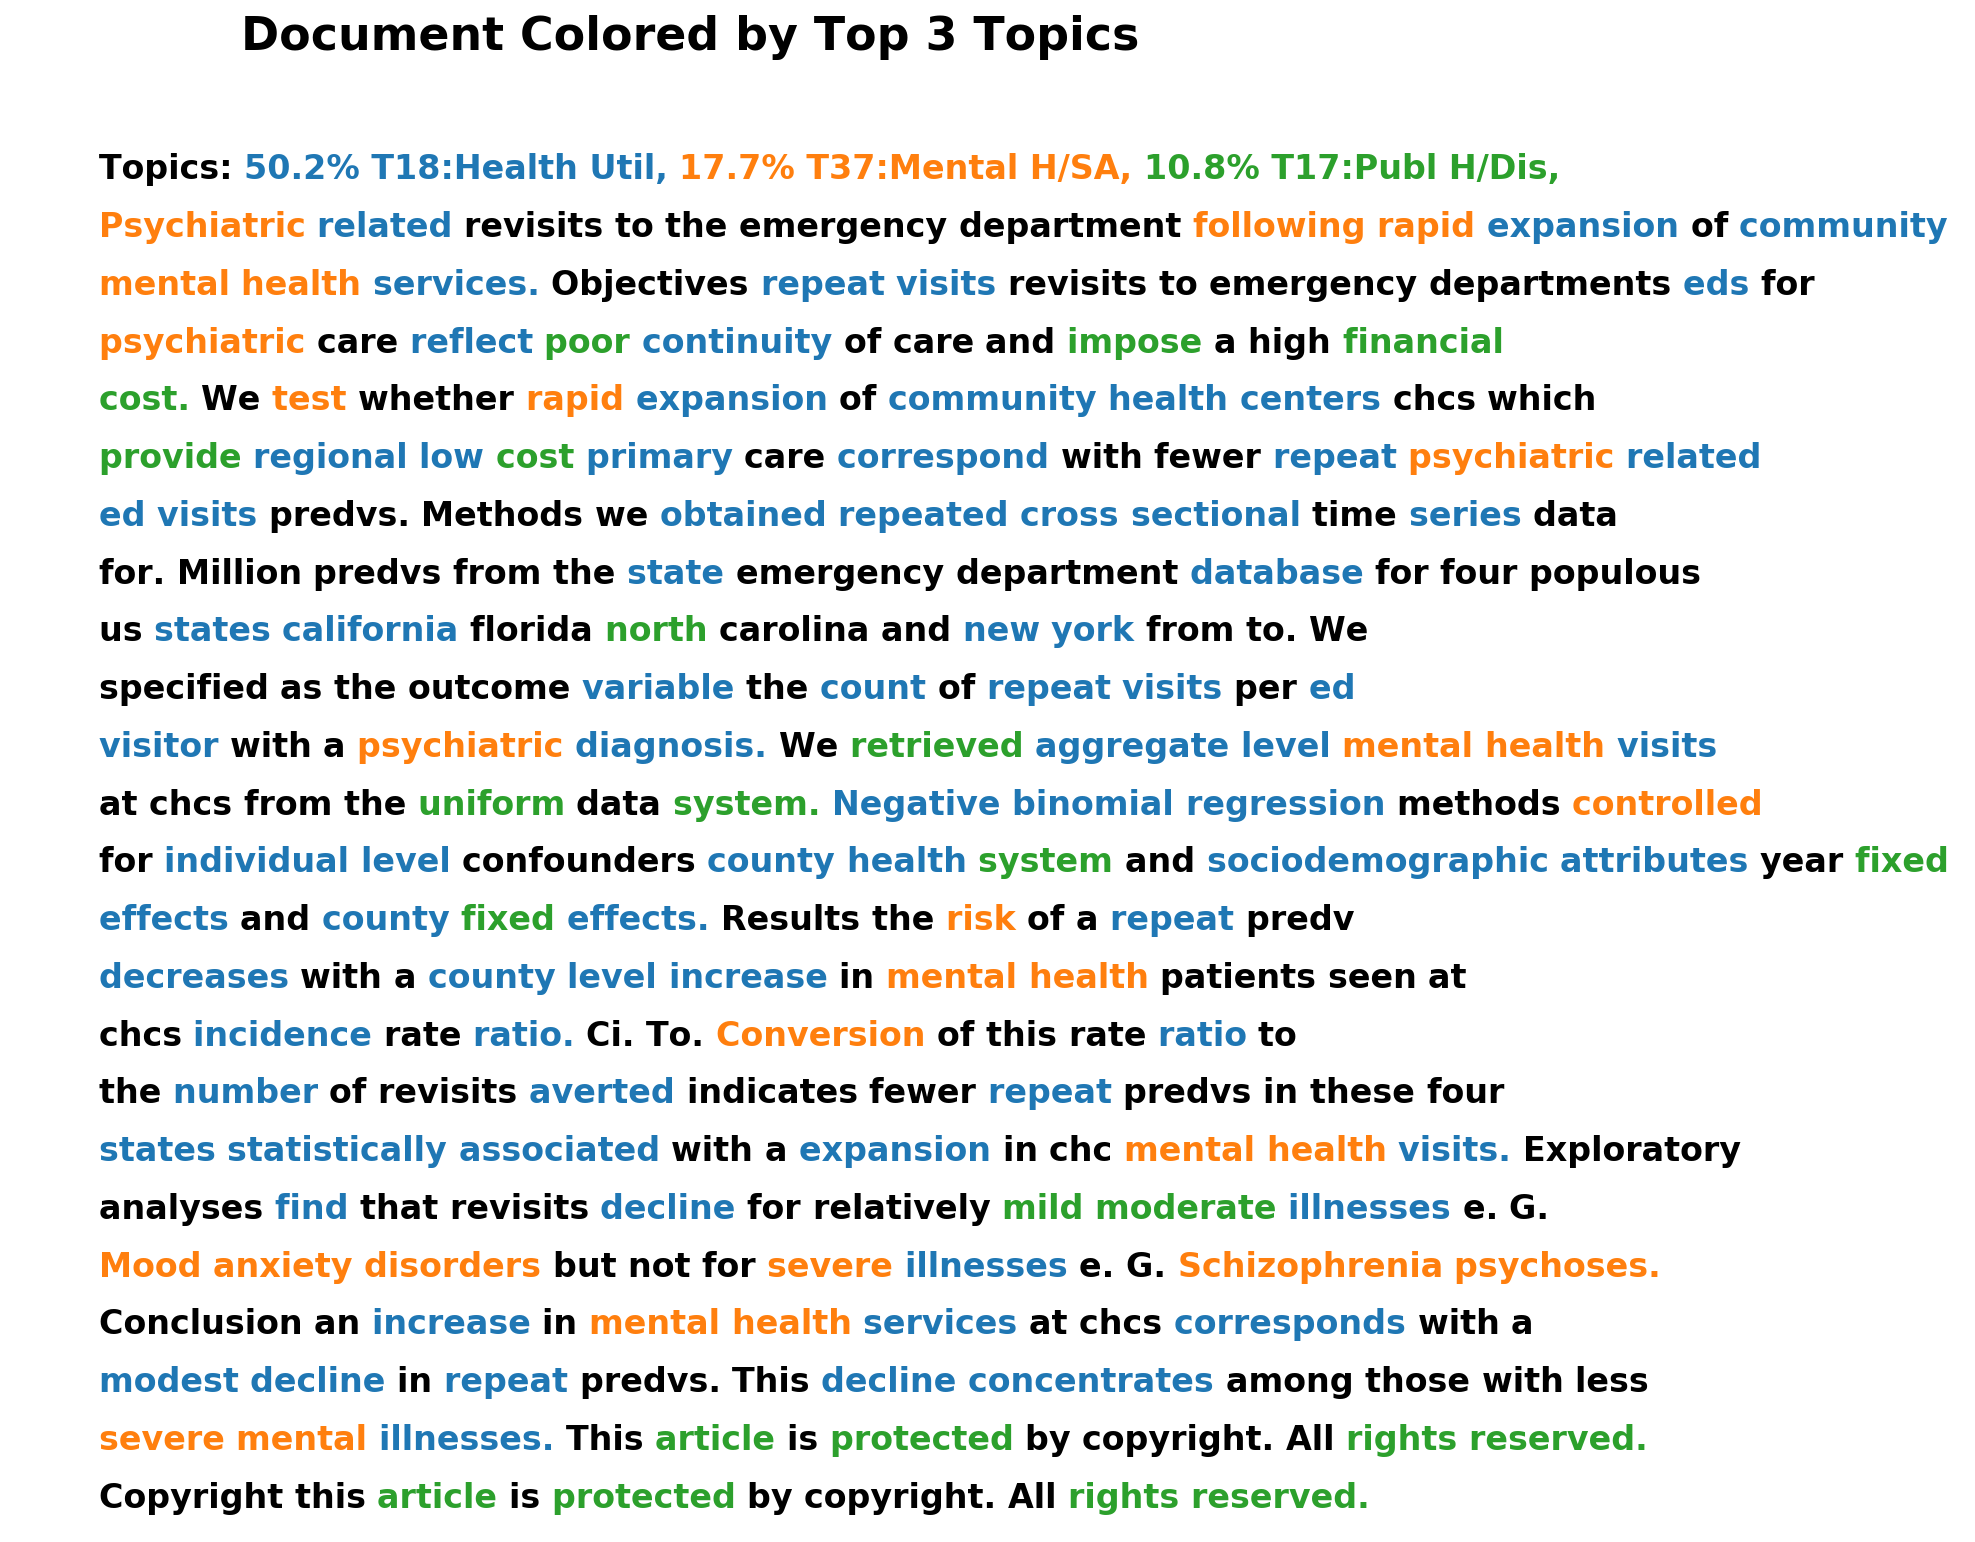 Document Colored by Top 3 Topics
Topics: 50.2% T18:Health Util, 17.7% T37:Mental H/SA, 10.8% T17:Publ H/Dis,
Psychiatric related revisits to the emergency department following rapid expansion of community
mental health services. Objectives repeat visits revisits to emergency departments eds for
psychiatric care reflect poor continuity of care and impose a high financial
cost. We test whether rapid expansion of community health centers chcs which
provide regional low cost primary care correspond with fewer repeat psychiatric related
ed visits predvs. Methods we obtained repeated cross sectional time series data
for. Million predvs from the state emergency department database for four populous
us states california florida north carolina and new york from to. We
specified as the outcome variable the count of repeat visits per ed
visitor with a psychiatric diagnosis. We retrieved aggregate level mental health visits
at chcs from the uniform data system. Negative binomial regression methods controlled
for individual level confounders county health system and sociodemographic attributes year fixed
effects and county fixed effects. Results the risk of a repeat predv
decreases with a county level increase in mental health patients seen at
chcs incidence rate ratio. Ci. To. Conversion of this rate ratio to
the number of revisits averted indicates fewer repeat predvs in these four
states statistically associated with a expansion in chc mental health visits. Exploratory
analyses find that revisits decline for relatively mild moderate illnesses e. G.
Mood anxiety disorders but not for severe illnesses e. G. Schizophrenia psychoses.
Conclusion an increase in mental health services at chcs corresponds with a
modest decline in repeat predvs. This decline concentrates among those with less
severe mental illnesses. This article is protected by copyright. All rights reserved.
Copyright this article is protected by copyright. All rights reserved.